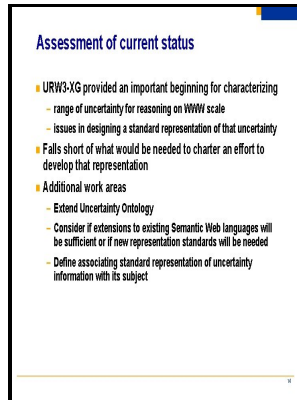 Assessment of current status
URW3-XG provided an important beginning for characterizing
– range of uncertainty for reasoning on WWW scale
– issues in designing a standard representation of that uncertainty
Falls short of what would be needed to charter an effort to
develop that representation
Additional work areas
– Extend Uncertainty Ontology
– Consider if extensions to existing Semantic Web languages will
be sufficient or if new representation standards will be needed
– Define associating standard representation of uncertainty
information with its subject